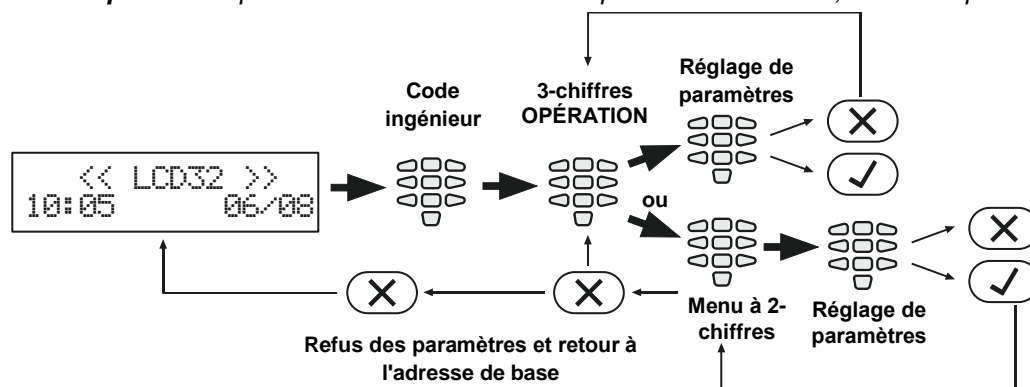 Réglage de
paramètres
Code
ingénieur
3-chiffres
OPÉRATION
<< LCD32 >>
10:05 06/08
ou
Menu à 2-
chiffres
Réglage de
paramètres
Refus des paramètres et retour à
l'adresse de base